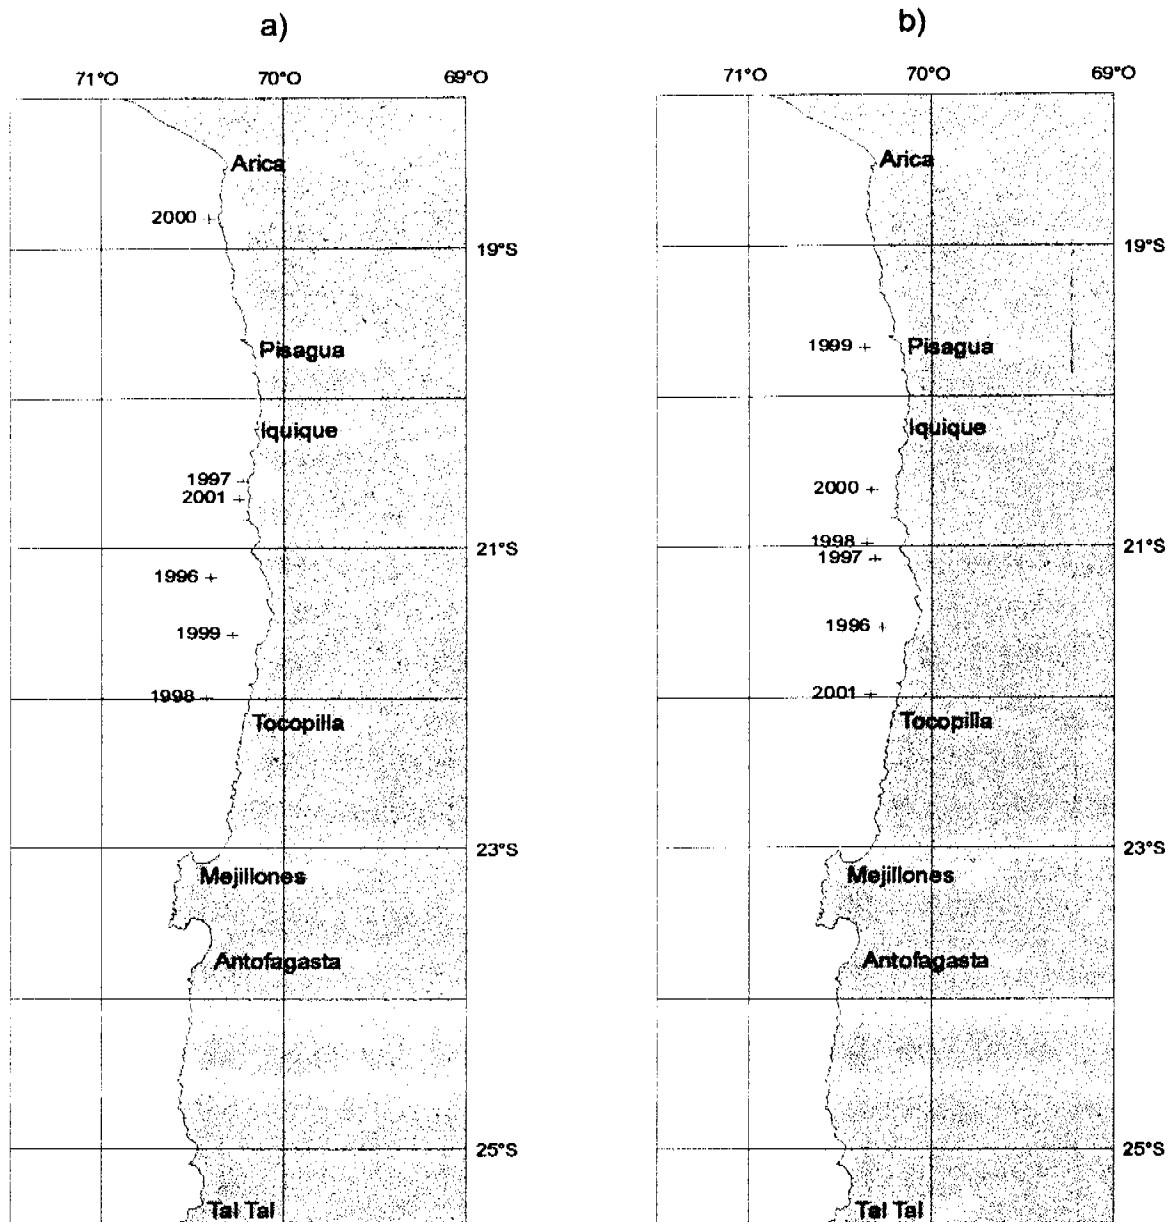 a)
71°O 70°O 69°O
Arica
2000
19°S
Pisagua
Iquique
1997
2001
21°S
1996
1999
1998
Tocopilla
23°S
Mejillones
Antofagasta
25°S
Tal Tal
b)
71°O 70°O 69°O
Arica
19°S
1999
Pisagua
Iquique
2000
1998
21°S
1997
1996
2001
Tocopilla
23°S
Mejillones
Antofagasta
25°S
Tal Tal